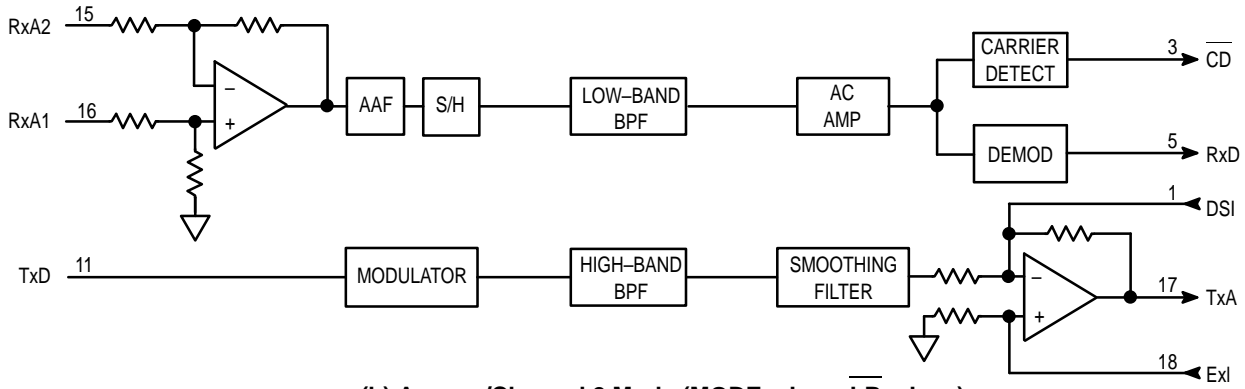 RxA2
15
RxA1
16
–
+
AAF
S/H
LOW–BAND
BPF
AC
AMP
CARRIER
DETECT
3
CD
DEMOD
5
RxD
1
DSI
TxD
11
MODULATOR
HIGH–BAND
BPF
SMOOTHING
FILTER
–
+
17
TxA
18
ExI